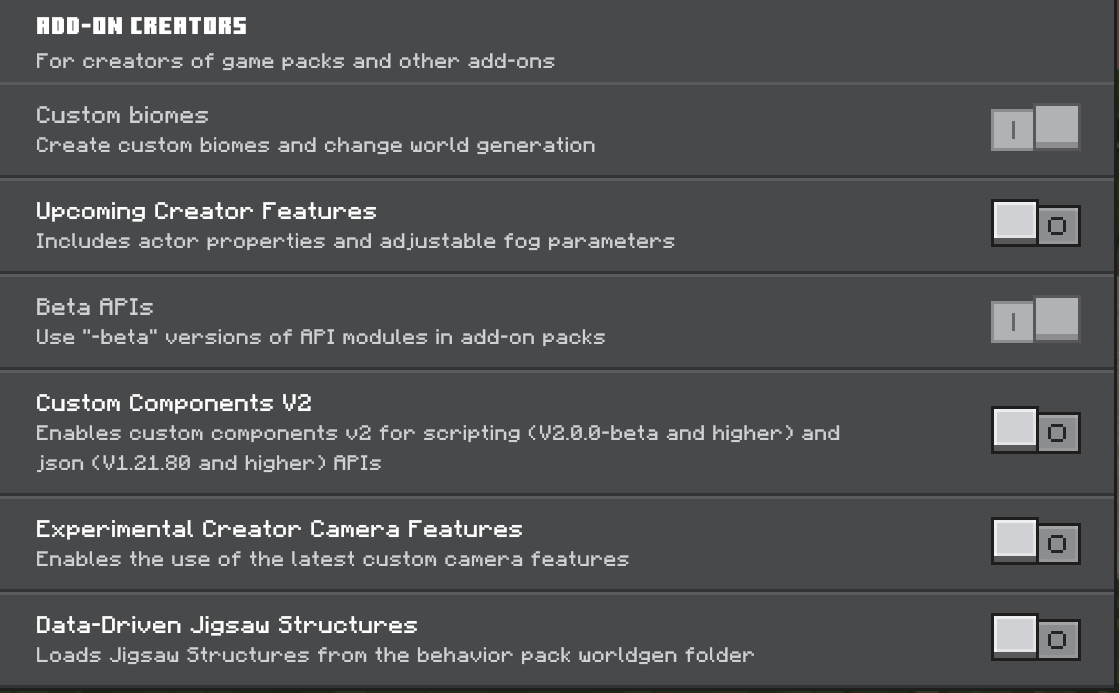 ADD-ON CREATORS
For creators of game packs and other add-ons
Custom biomes
Create custom biomes and change world generation
Upcoming Creator Features
Includes actor properties and adjustable fog parameters
Beta APIs
Use "-beta" versions of API modules in add-on packs
Custom Components V2
Enables custom components v2 for scripting (V2.0.0-beta and higher) and
json (V1.21.80 and higher) APIs
Experimental Creator Camera Features
Enables the use of the latest custom camera features
Data-Driven Jigsaw Structures
Loads Jigsaw Structures from the behavior pack worldgen folder